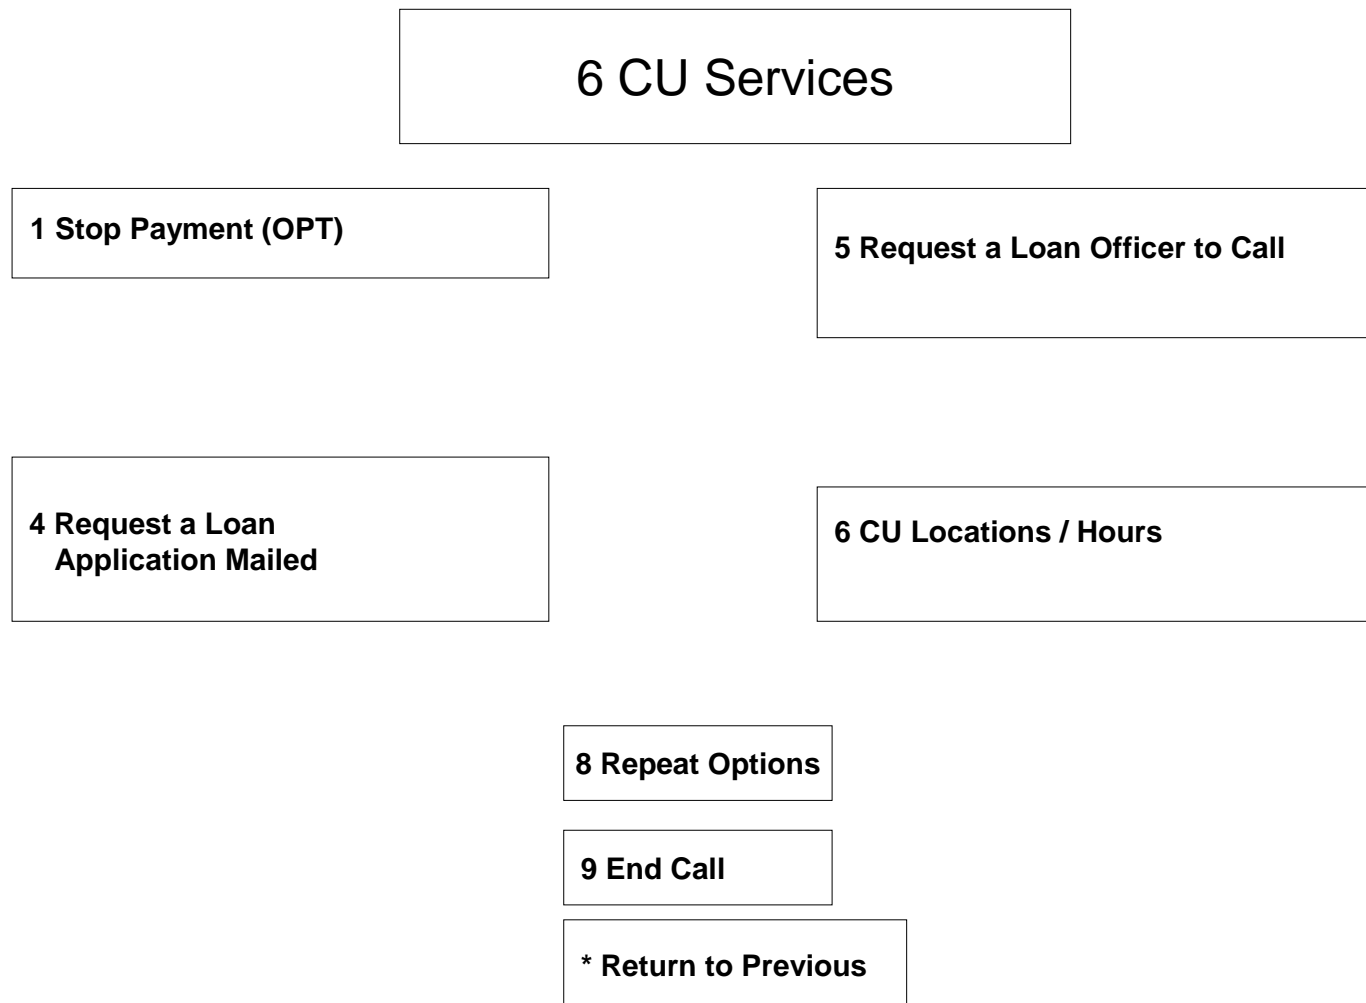 6 CU Services
1 Stop Payment (OPT)
5 Request a Loan Officer to Call
4 Request a Loan
Application Mailed
6 CU Locations / Hours
8 Repeat Options
9 End Call
* Return to Previous